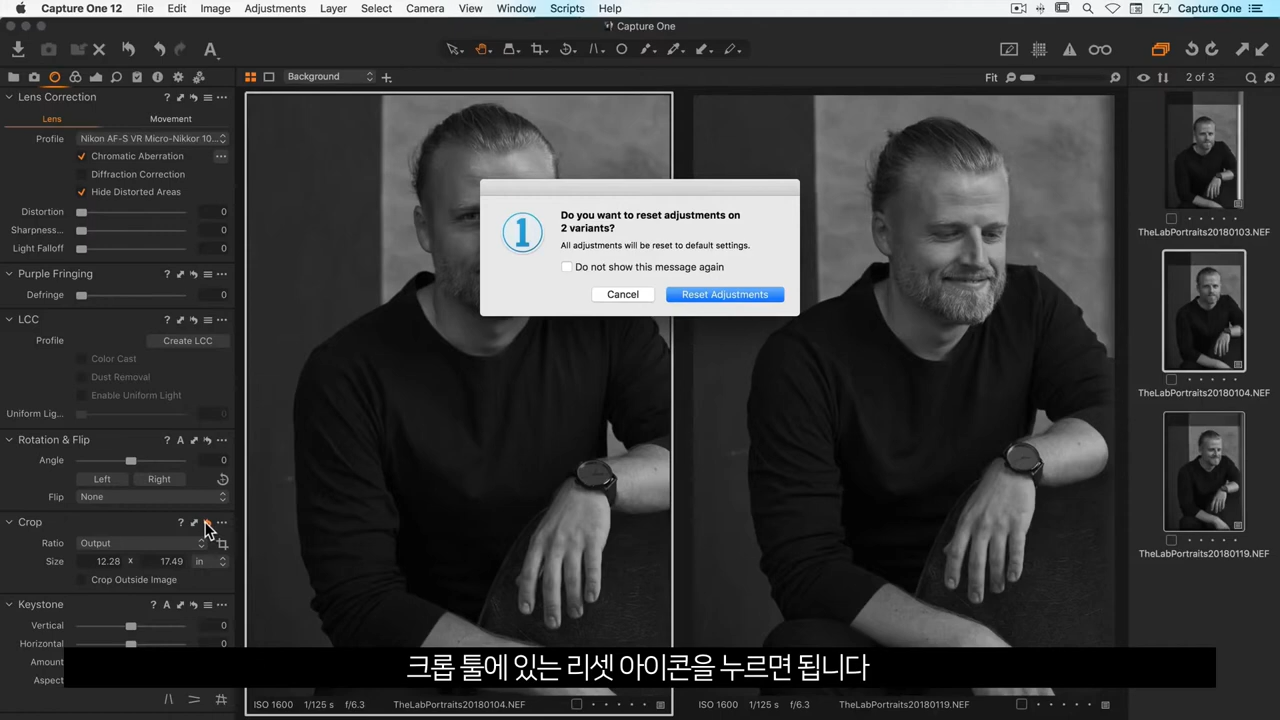 Capture One 12 File Edit Image Adjustments Layer Select Camera View Window Scripts Help Capture One
Capture One
Background Fit 2 of 3
Lens Correction ?
Lens Movement
Profile Nikon AF-S VR Micro-Nikkor 10...
Chromatic Aberration
Diffraction Correction
Hide Distorted Areas
Distortion 0
Sharpness... 0
Light Falloff 0
Purple Fringing ?
Defringe 0
LCC ?
Profile Create LCC
Color Cast
Dust Removal
Enable Uniform Light
Uniform Lig... 0
Rotation & Flip ? A
Angle 0
Left Right
Flip None
Crop ?
Ratio Output
Size 12.28 x 17.49 in
Crop Outside Image
Keystone ? A
Vertical 0
Horizontal 0
Amount
Aspect
Do you want to reset adjustments on
2 variants?
All adjustments will be reset to default settings.
Do not show this message again
Cancel Reset Adjustments
TheLabPortraits20180103.NEF
TheLabPortraits20180104.NEF
TheLabPortraits20180119.NEF
크롭 툴에 있는 리셋 아이콘을 누르면 됩니다
ISO 1600 1/125 s f/6.3 TheLabPortraits20180104.NEF
ISO 1600 1/125 s f/6.3 TheLabPortraits20180119.NEF